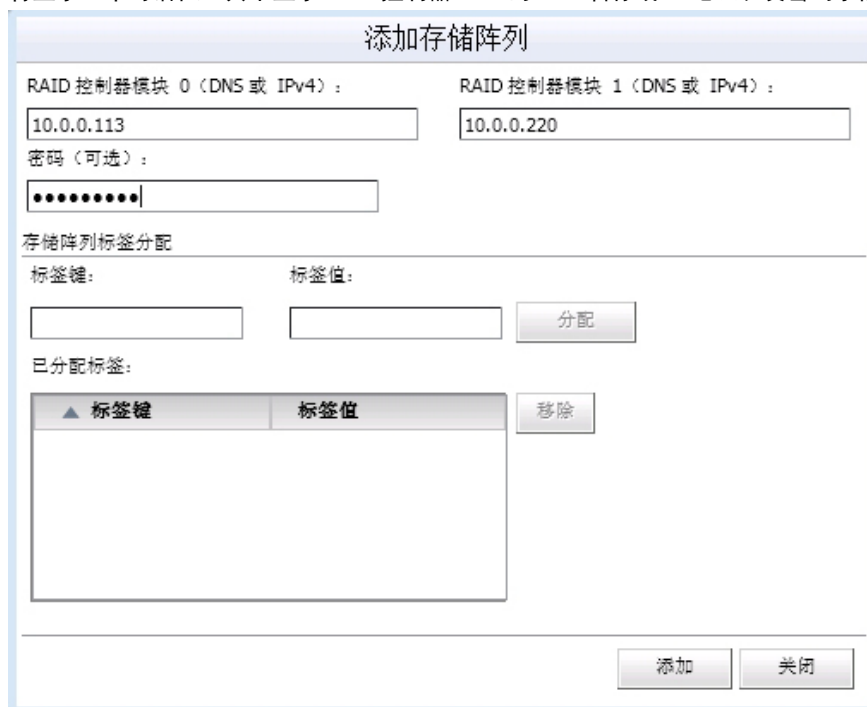 添加存储阵列
RAID 控制器模块 0（DNS 或 IPv4）：
RAID 控制器模块 1（DNS 或 IPv4）：
10.0.0.113
10.0.0.220
密码（可选）：
●●●●●●●●●
存储阵列标签分配
标签键：
标签值：
分配
已分配标签：
▲ 标签键
标签值
移除
添加
关闭